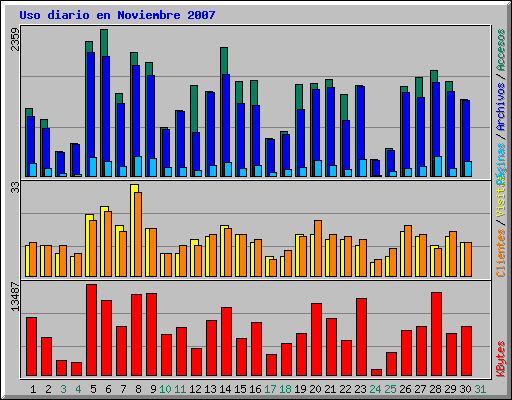 Uso diario en Noviembre 2007
2359
33
13487
KBytes
Clientes / Visitas
Páginas / Archivos / Accesos
1 2 3 4 5 6 7 8 9 10 11 12 13 14 15 16 17 18 19 20 21 22 23 24 25 26 27 28 29 30 31